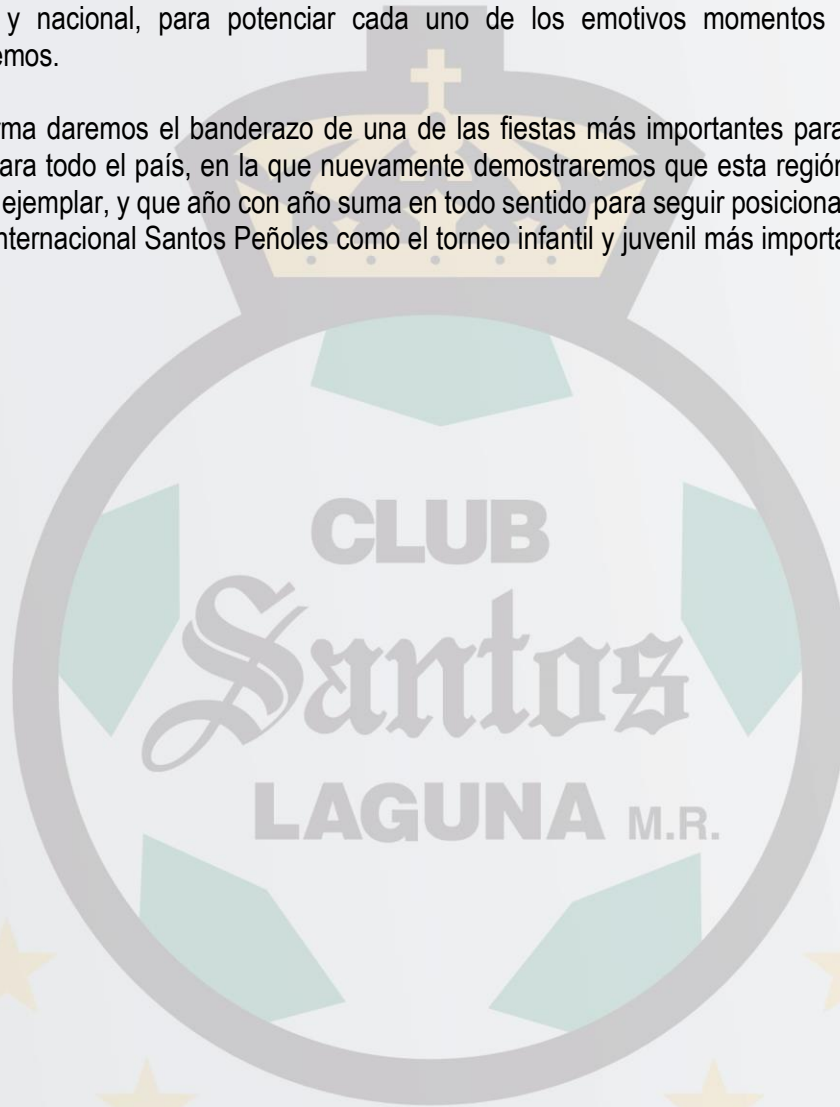 y nacional, para potenciar cada uno de los emotivos momentos
emos.
rma daremos el banderazo de una de las fiestas más importantes para
ara todo el país, en la que nuevamente demostraremos que esta región
ejemplar, y que año con año suma en todo sentido para seguir posiciona
nternacional Santos Peñoles como el torneo infantil y juvenil más importa
CLUB
Santos
LAGUNA M.R.